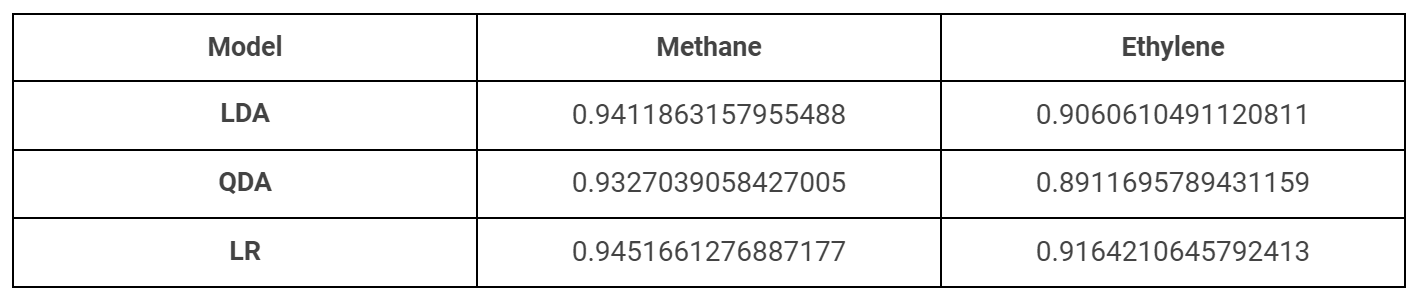 Model Methane Ethylene
LDA 0.9411863157955488 0.9060610491120811
QDA 0.9327039058427005 0.8911695789431159
LR 0.9451661276887177 0.9164210645792413